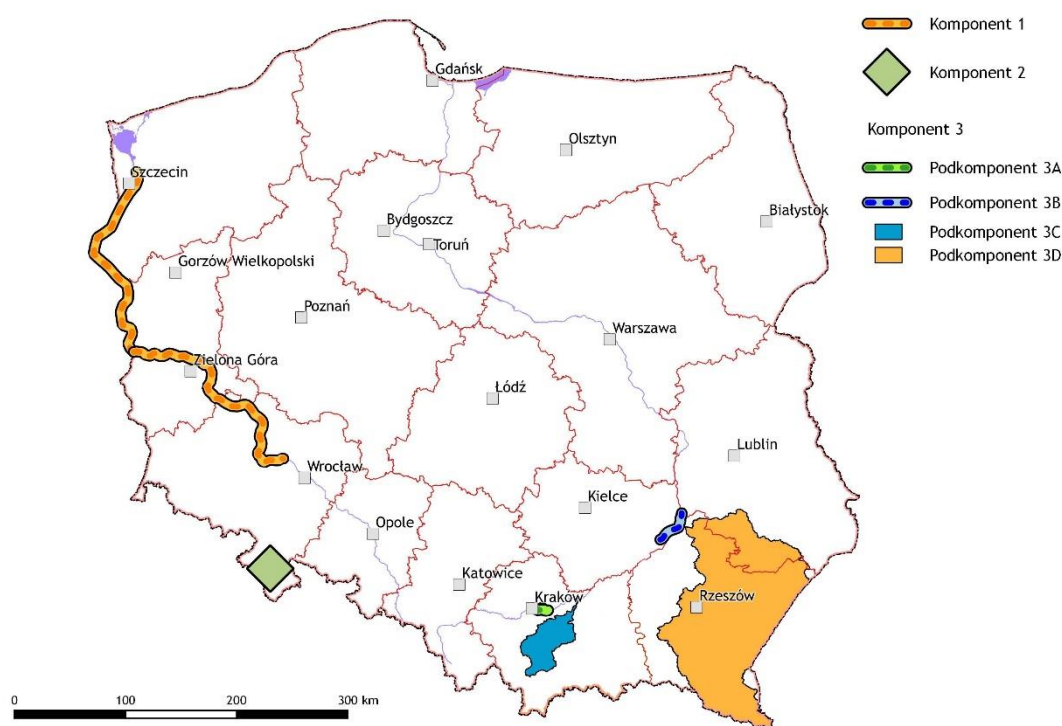 Komponent 1
Komponent 2
Komponent 3
Podkomponent 3A
Podkomponent 3B
Podkomponent 3C
Podkomponent 3D
Gdańsk
Olsztyn
Szczecin
Białystok
Bydgoszcz
Toruń
Gorzów Wielkopolski
Poznań
Warszawa
Zielona Góra
Łódź
Lublin
Wrocław
Kielce
Opole
Katowice
Kraków
Rzeszów
0 100 200 300 km